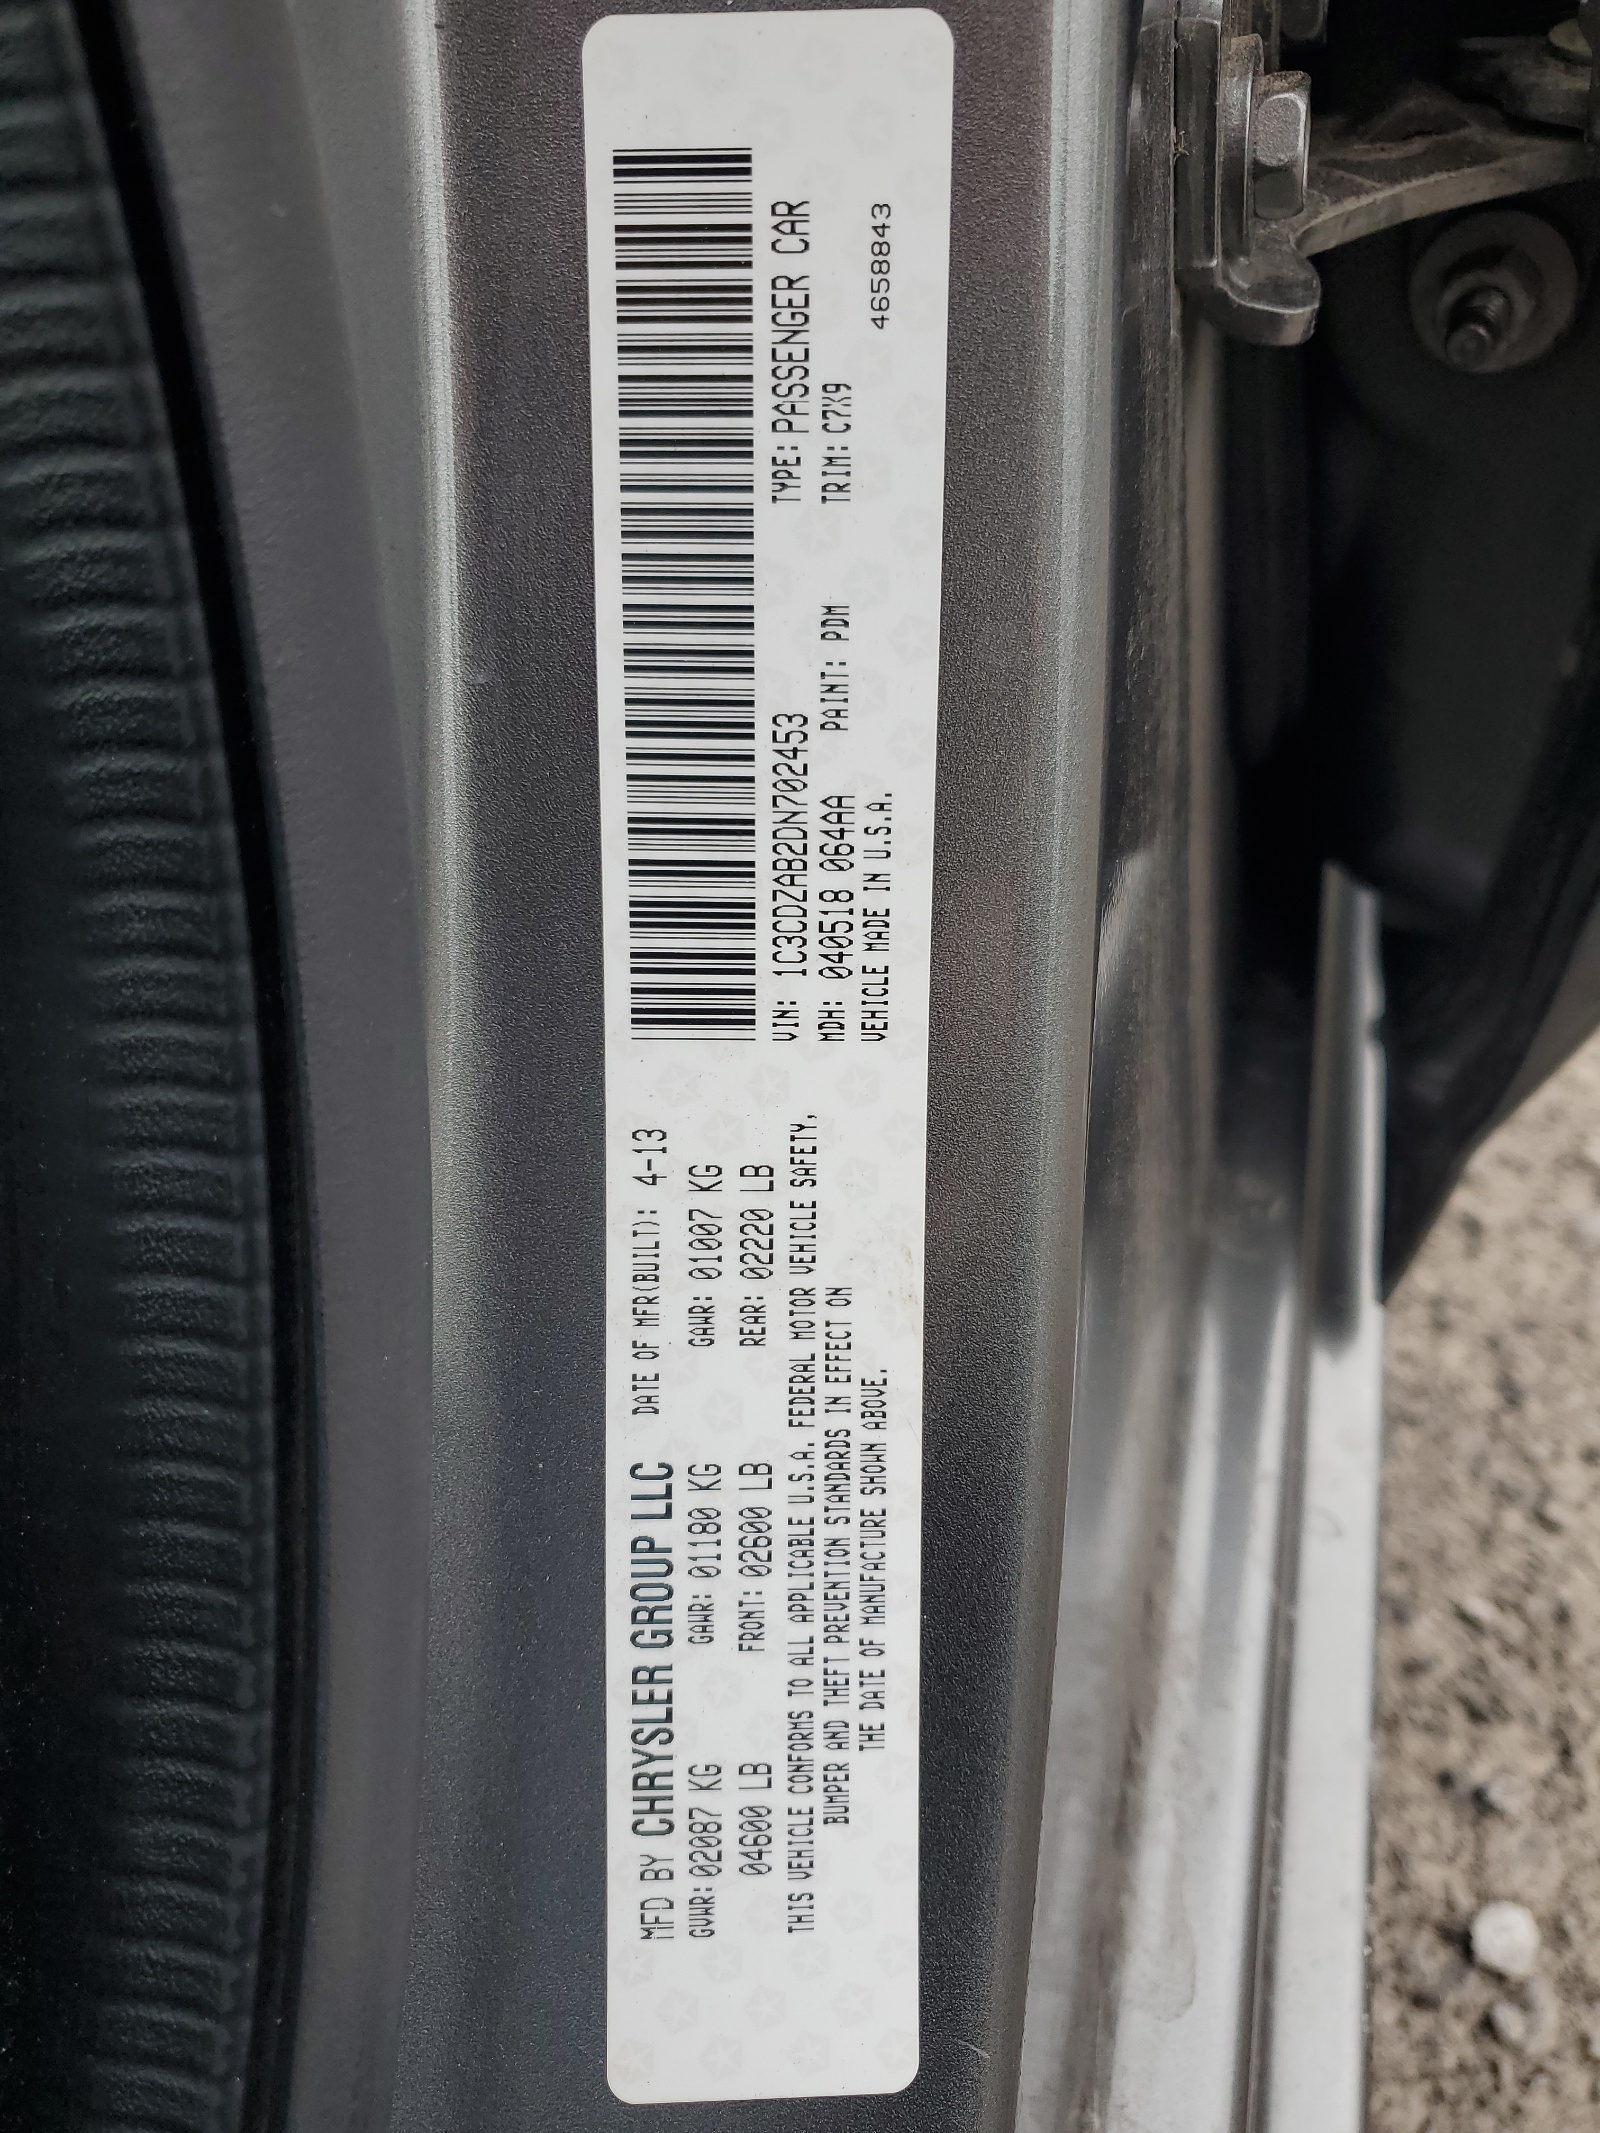 MFD BY CHRYSLER GROUP LLC DATE OF MFR(BUILT): 4-13
GVWR: 02087 KG GAWR: 01180 KG GAWR: 01007 KG
04600 LB FRONT: 02600 LB REAR: 02220 LB
THIS VEHICLE CONFORMS TO ALL APPLICABLE U.S.A. FEDERAL MOTOR VEHICLE SAFETY,
BUMPER AND THEFT PREVENTION STANDARDS IN EFFECT ON
THE DATE OF MANUFACTURE SHOWN ABOVE.
VIN: 1C3CDZAB2DN702453 TYPE: PASSENGER CAR
MDH: 040518 064AA PAINT: PDM TRIM: C7X9
VEHICLE MADE IN U.S.A.
4658843